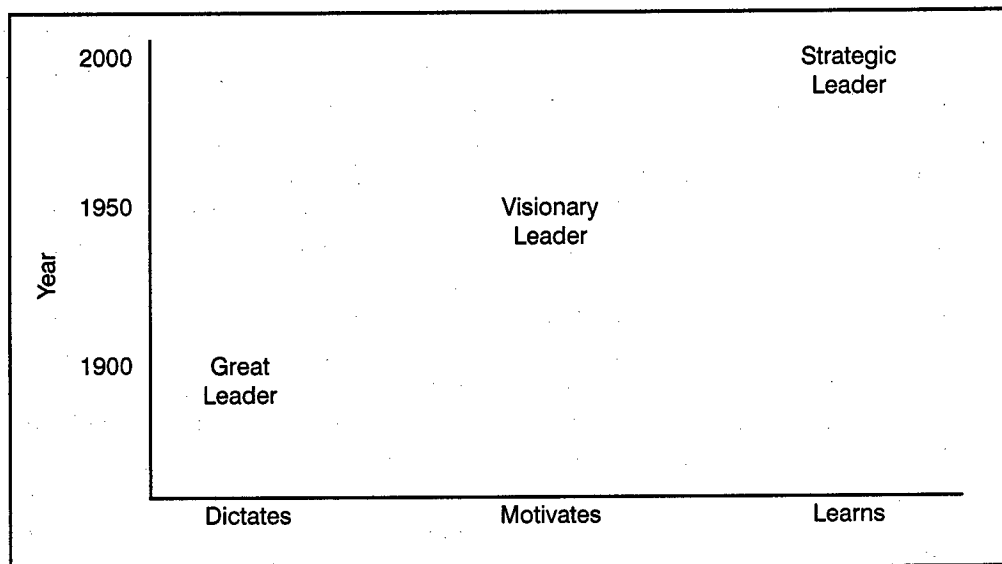 2000
Strategic
Leader
1950
Visionary
Leader
Year
1900
Great
Leader
Dictates
Motivates
Learns